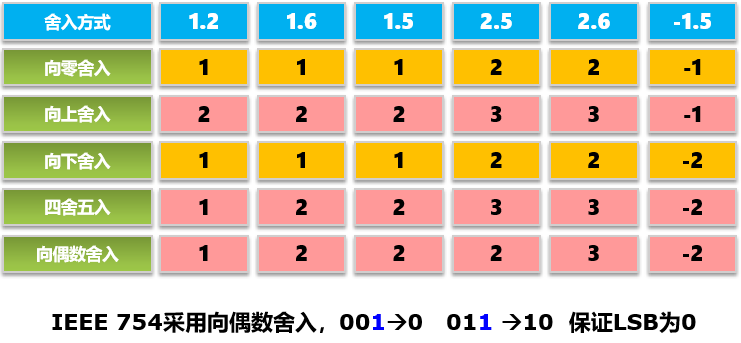 舍入方式 1.2 1.6 1.5 2.5 2.6 -1.5
向零舍入 1 1 1 2 2 -1
向上舍入 2 2 2 3 3 -1
向下舍入 1 1 1 2 2 -2
四舍五入 1 2 2 3 3 -2
向偶数舍入 1 2 2 2 3 -2
IEEE 754采用向偶数舍入，001→0 011 →10 保证LSB为0